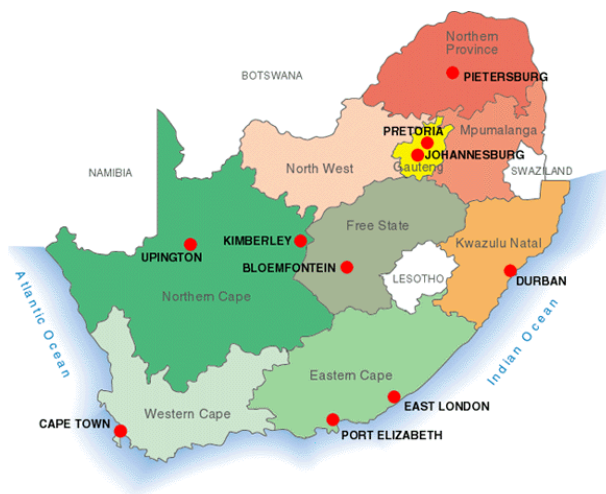 Northern
Province
PIETERSBURG
BOTSWANA
PRETORIA
Mpumalanga
JOHANNESBURG
Gauteng
North West
SWAZILAND
NAMIBIA
Free State
KIMBERLEY
Kwazulu Natal
UPINGTON
BLOEMFONTEIN
LESOTHO
DURBAN
Northern Cape
Atlantic Ocean
Indian Ocean
Eastern Cape
Western Cape
EAST LONDON
CAPE TOWN
PORT ELIZABETH